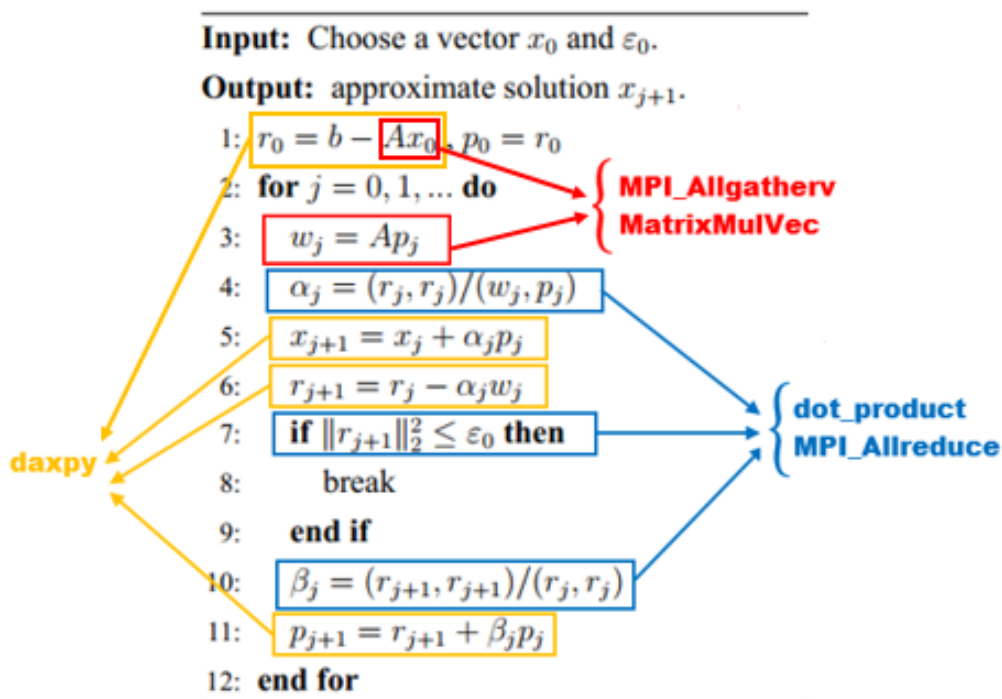 Input: Choose a vector x₀ and ε₀.
Output: approximate solution xⱼ₊₁.
1: r₀ = b − Ax₀, p₀ = r₀
2: for j = 0, 1, ... do
MPI_Allgatherv
MatrixMulVec
3: wⱼ = Apⱼ
4: αⱼ = (rⱼ, rⱼ)/(wⱼ, pⱼ)
5: xⱼ₊₁ = xⱼ + αⱼpⱼ
6: rⱼ₊₁ = rⱼ − αⱼwⱼ
dot_product
7: if ‖rⱼ₊₁‖₂² ≤ ε₀ then
MPI_Allreduce
daxpy
8: break
9: end if
10: βⱼ = (rⱼ₊₁, rⱼ₊₁)/(rⱼ, rⱼ)
11: pⱼ₊₁ = rⱼ₊₁ + βⱼpⱼ
12: end for